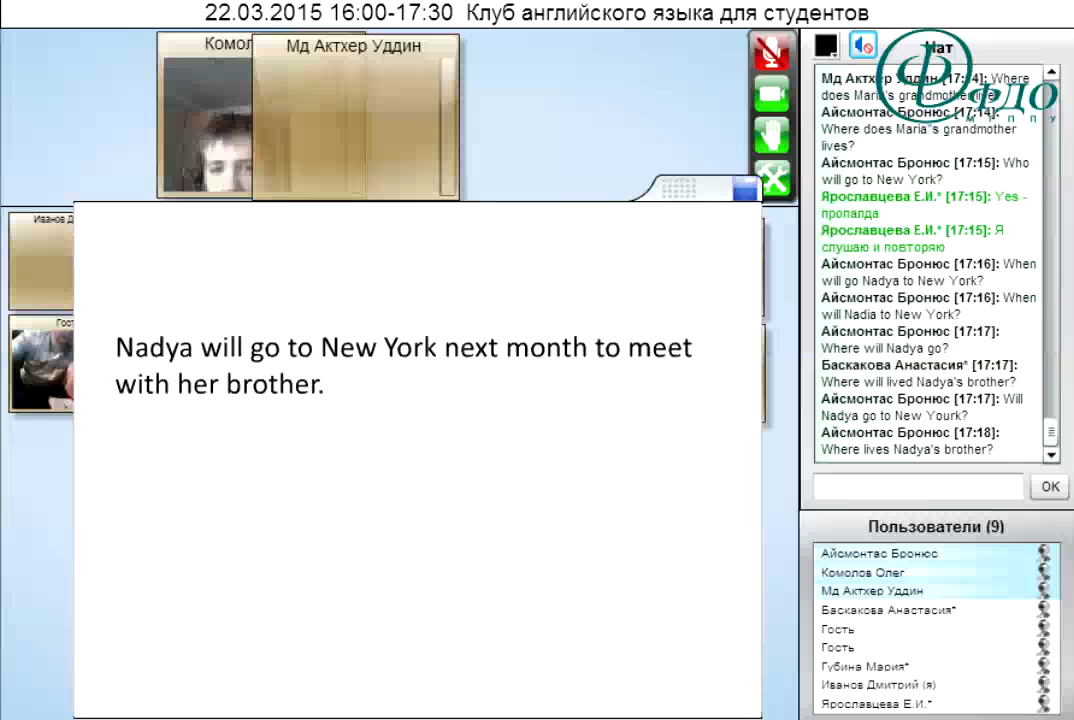 22.03.2015 16:00-17:30 Клуб английского языка для студентов
Мд Актхер Уддин
Nadya will go to New York next month to meet
with her brother.
Чат
Мд Актхер Уддин [17:14]: Where
does Maria's grandmother live?
Айсмонтас Бронюс [17:14]:
Where does Maria"s grandmother
lives?
Айсмонтас Бронюс [17:15]: Who
will go to New York?
Ярославцева Е.И.* [17:15]: Yes -
пропалда
Ярославцева Е.И.* [17:15]: Я
слушаю и повторяю
Айсмонтас Бронюс [17:16]: When
will go Nadya to New York?
Айсмонтас Бронюс [17:16]: When
will Nadia to New York?
Айсмонтас Бронюс [17:17]:
Where will Nadya go?
Баскакова Анастасия* [17:17]:
Where will lived Nadya's brother?
Айсмонтас Бронюс [17:17]: Will
Nadya go to New Yourk?
Айсмонтас Бронюс [17:18]:
Where lives Nadya's brother?
OK
Пользователи (9)
Айсмонтас Бронюс
Комолов Олег
Мд Актхер Уддин
Баскакова Анастасия*
Гость
Гость
Губина Мария*
Иванов Дмитрий (я)
Ярославцева Е.И.*
ФДО
МГППУ